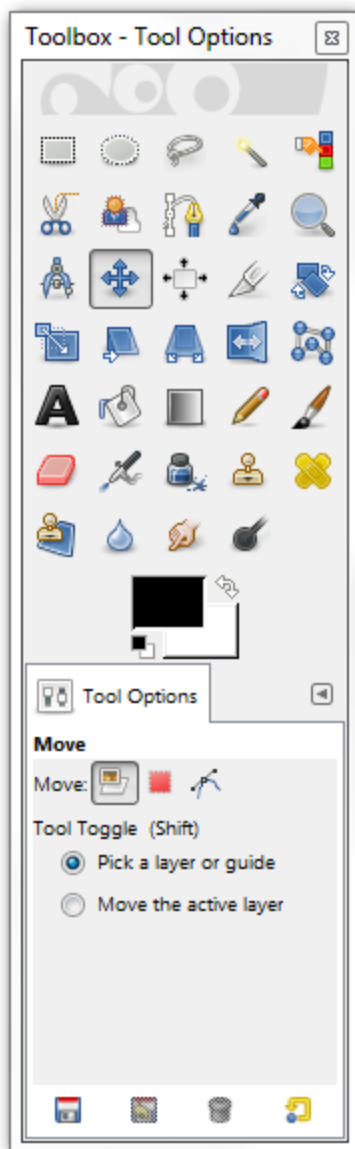 Toolbox - Tool Options
Tool Options
Move
Move:
Tool Toggle  (Shift)
Pick a layer or guide
Move the active layer